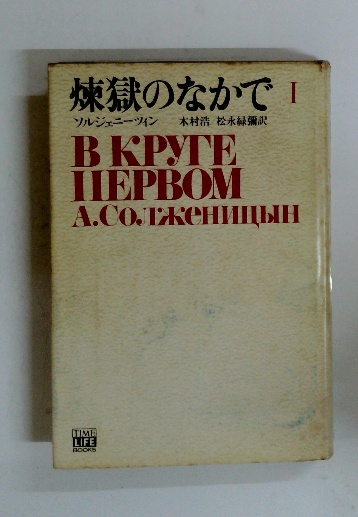 煉獄のなかで I
ソルジェニーツィン 木村浩 松永緑彌訳
В КРУГЕ
ПЕРВОМ
А.Солженицын
TIME
LIFE
BOOKS